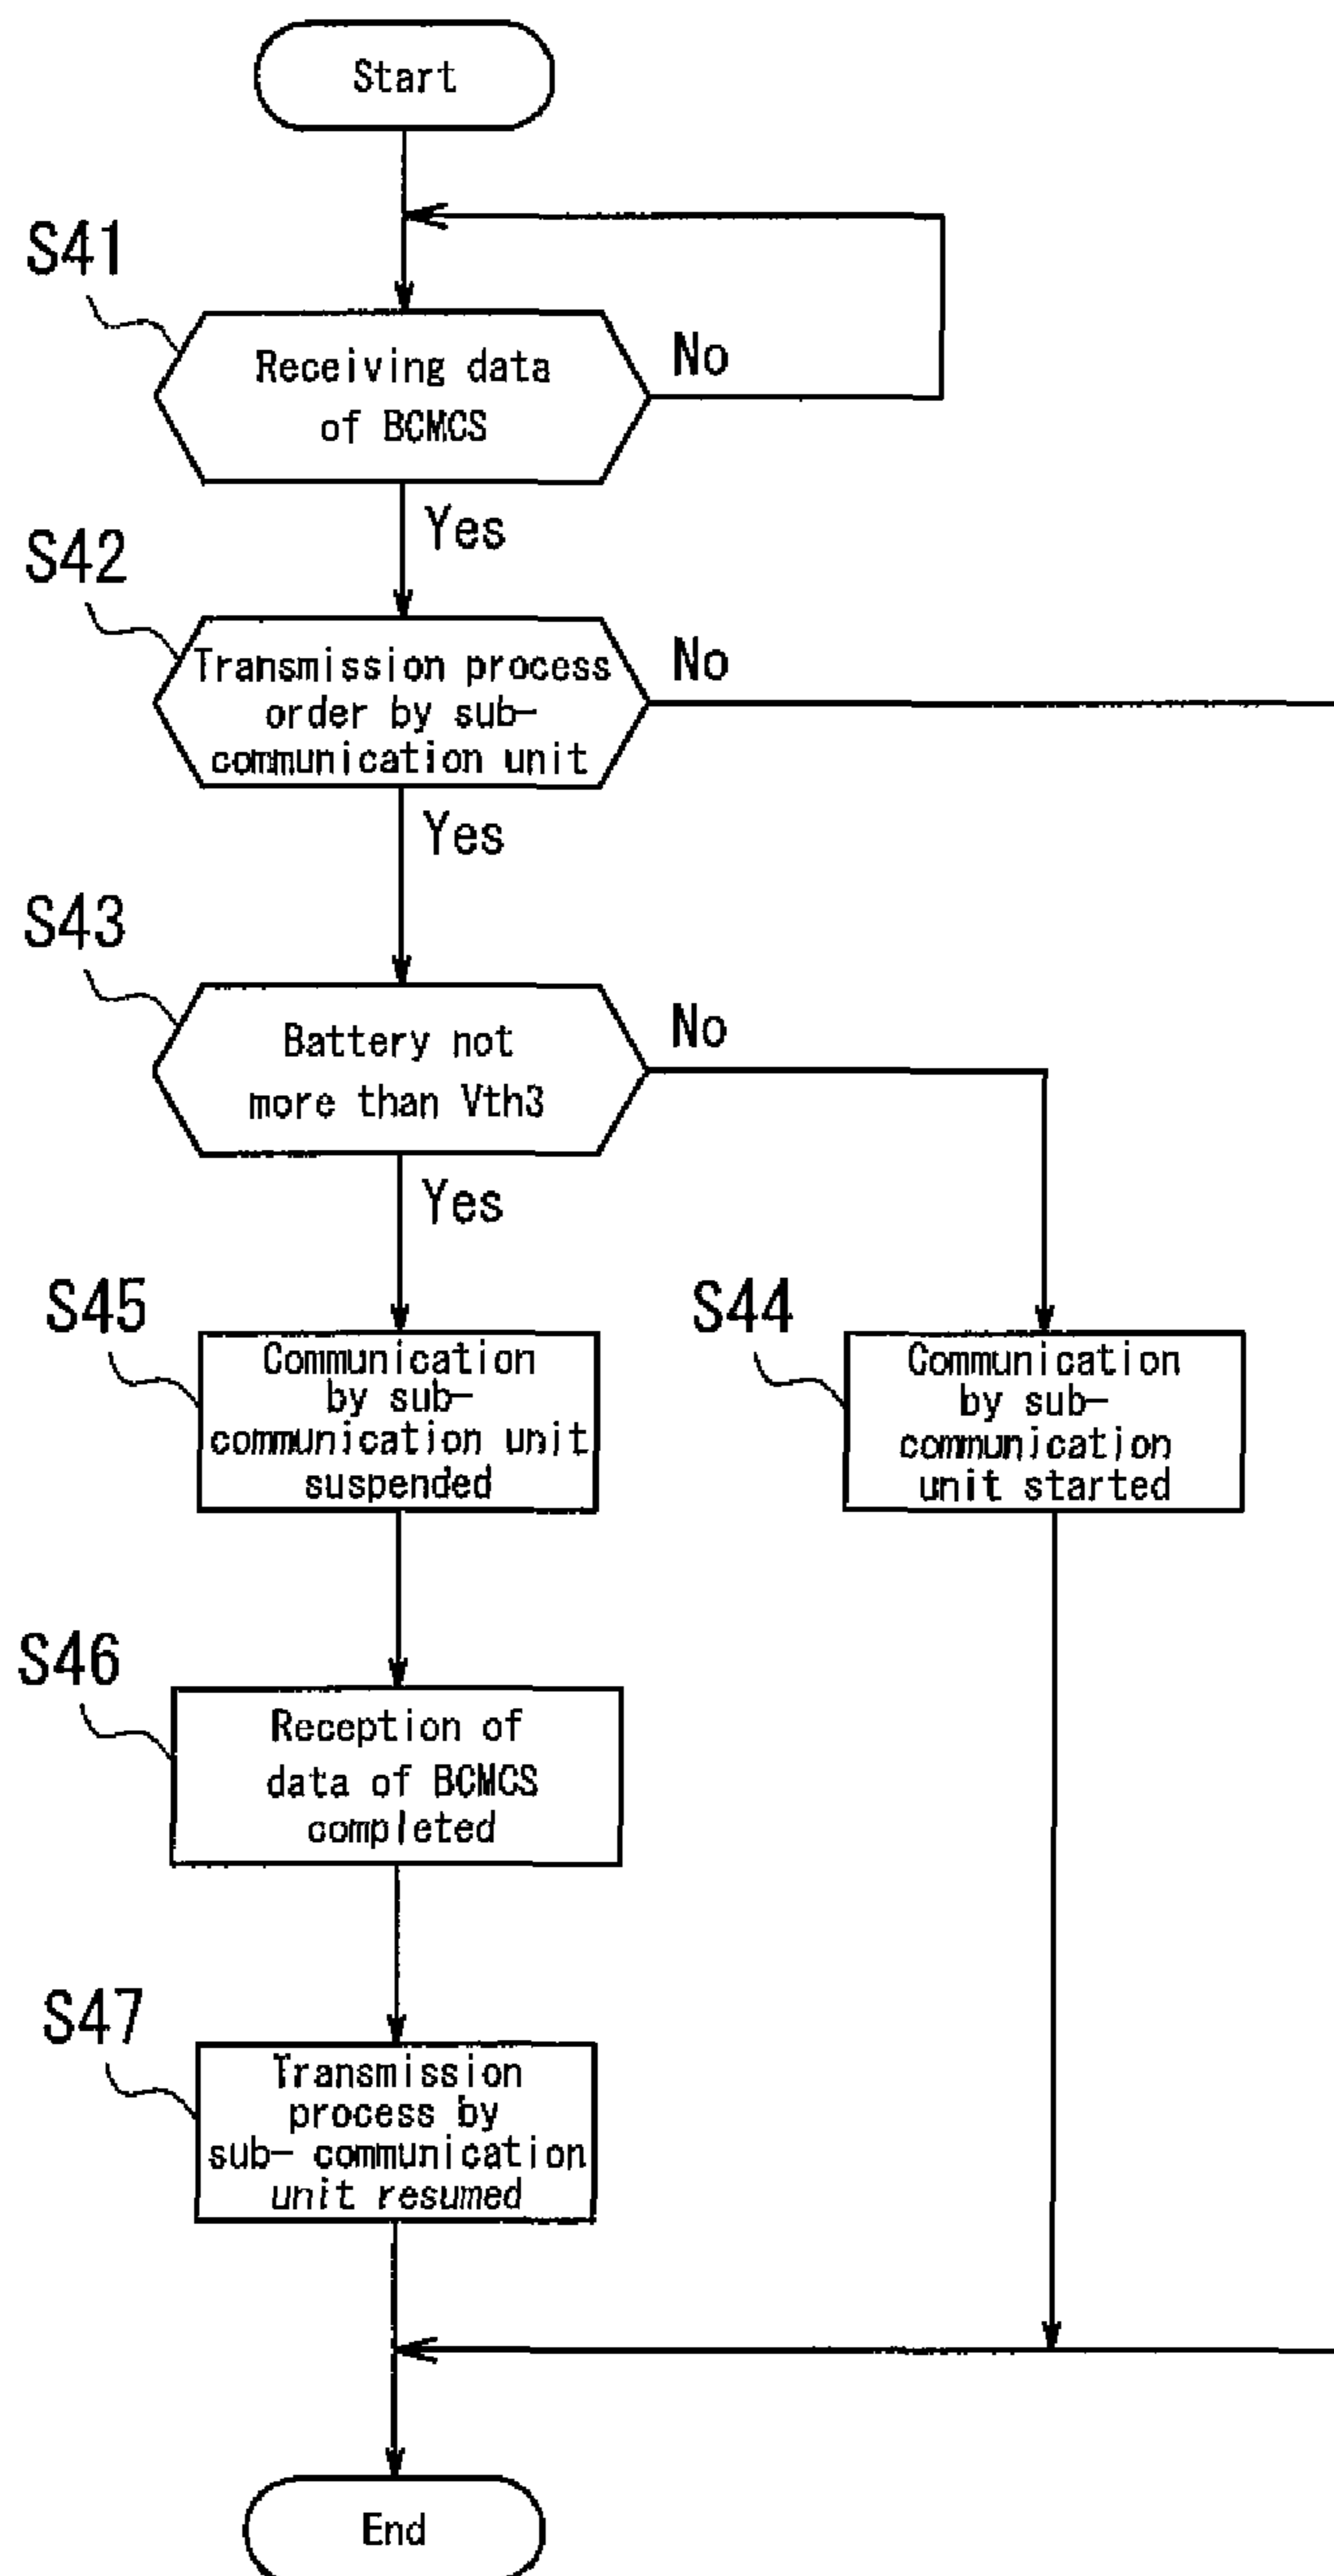 Start
S41
Receiving data
of BCMCS
No
Yes
S42
Transmission process
order by sub-
communication unit
No
Yes
S43
Battery not
more than Vth3
No
Yes
S45
Communication
by sub-
communication unit
suspended
S44
Communication
by sub-
communication
unit started
S46
Reception of
data of BCMCS
completed
S47
Transmission
process by
sub- communication
unit resumed
End